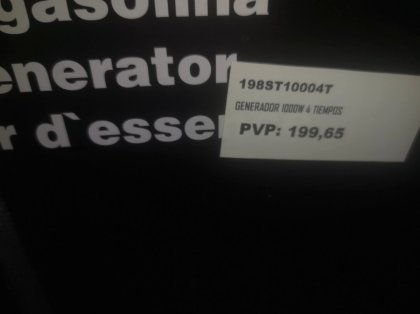 gasolina
enerator
r d`esse
198ST10004T
GENERADOR 1000W 4 TIEMPOS
PVP: 199,65